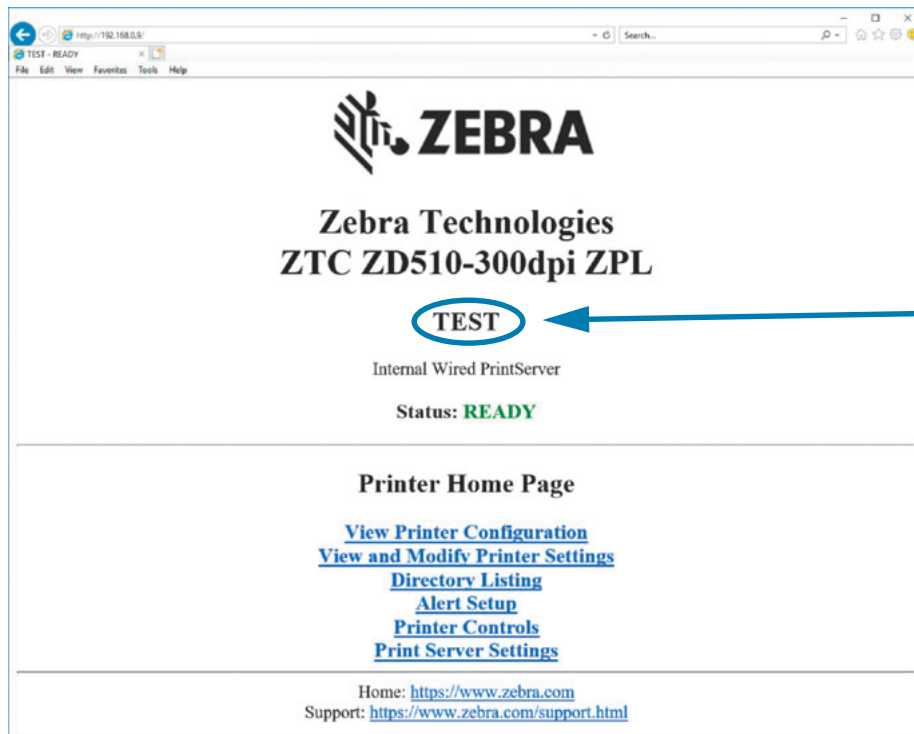 http://192.168.0.9/
Search...
TEST - READY
File Edit View Favorites Tools Help
ZEBRA
Zebra Technologies
ZTC ZD510-300dpi ZPL
TEST
Internal Wired PrintServer
Status: READY
Printer Home Page
View Printer Configuration
View and Modify Printer Settings
Directory Listing
Alert Setup
Printer Controls
Print Server Settings
Home: https://www.zebra.com
Support: https://www.zebra.com/support.html